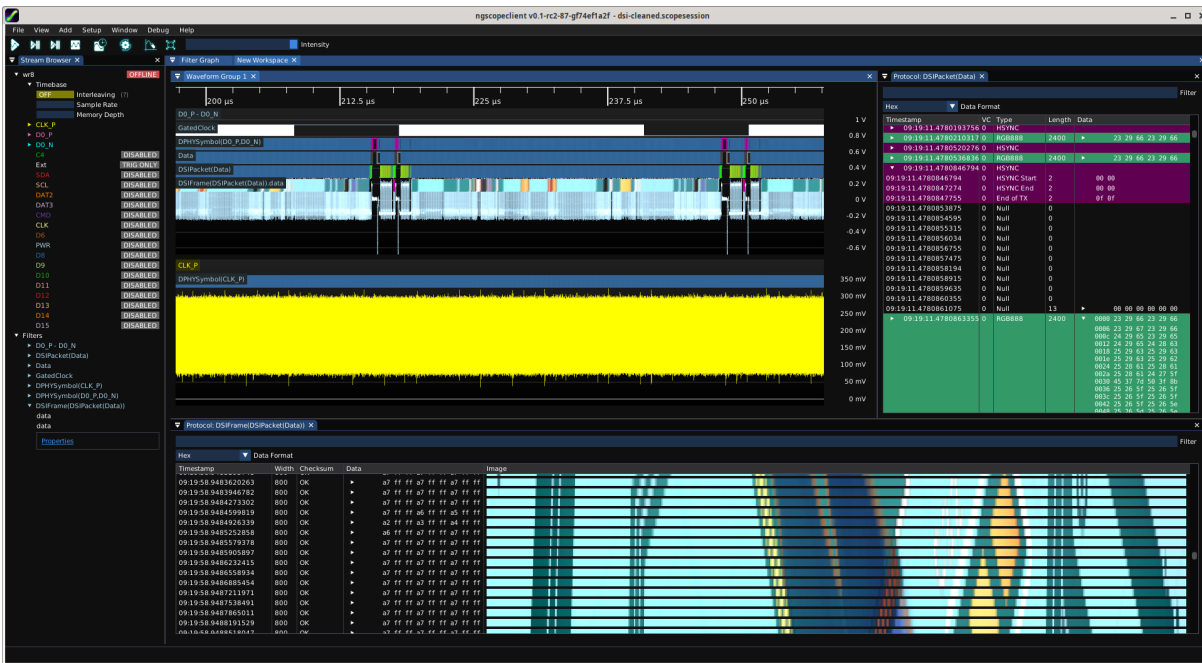 ngscopeclient v0.1-rc2-87-gf74ef1a2f - dsi-cleaned.scopesession
File View Add Setup Window Debug Help
Intensity
Stream Browser
wr8 OFFLINE
Timebase
OFF Interleaving (?)
Sample Rate
Memory Depth
CLK_P
D0_P
D0_N
C4 DISABLED
Ext TRIG ONLY
SDA DISABLED
SCL DISABLED
DAT2 DISABLED
DAT3 DISABLED
CMD DISABLED
CLK DISABLED
D6 DISABLED
PWR DISABLED
D8 DISABLED
D9 DISABLED
D10 DISABLED
D11 DISABLED
D12 DISABLED
D13 DISABLED
D14 DISABLED
D15 DISABLED
Filters
D0_P - D0_N
DSIPacket(Data)
Data
GatedClock
DPHYSymbol(CLK_P)
DPHYSymbol(D0_P,D0_N)
DSIFrame(DSIPacket(Data))
data
data
Properties
Filter Graph New Workspace
Waveform Group 1
200 µs 212.5 µs 225 µs 237.5 µs 250 µs
D0_P - D0_N
GatedClock
DPHYSymbol(D0_P,D0_N)
Data
DSIPacket(Data)
DSIFrame(DSIPacket(Data)).data
1 V
0.8 V
0.6 V
0.4 V
0.2 V
0 V
-0.2 V
-0.4 V
-0.6 V
CLK_P
DPHYSymbol(CLK_P)
350 mV
300 mV
250 mV
200 mV
150 mV
100 mV
50 mV
0 mV
Protocol: DSIPacket(Data)
Filter
Hex Data Format
Timestamp VC Type Length Data
09:19:11.4780193756 0 HSYNC
09:19:11.4780210317 0 RGB888 2400 23 29 66 23 29 66
09:19:11.4780520276 0 HSYNC
09:19:11.4780536836 0 RGB888 2400 23 29 66 23 29 66
09:19:11.4780846794 0 HSYNC
09:19:11.4780846794 0 HSYNC Start 2 00 00
09:19:11.4780847274 0 HSYNC End 2 00 00
09:19:11.4780847755 0 End of TX 2 0f 0f
09:19:11.4780853875 0 Null 0
09:19:11.4780854595 0 Null 0
09:19:11.4780855315 0 Null 0
09:19:11.4780856034 0 Null 0
09:19:11.4780856755 0 Null 0
09:19:11.4780857475 0 Null 0
09:19:11.4780858194 0 Null 0
09:19:11.4780858915 0 Null 0
09:19:11.4780859635 0 Null 0
09:19:11.4780860355 0 Null 0
09:19:11.4780861075 0 Null 13 00 00 00 00 00 00
09:19:11.4780863355 0 RGB888 2400 0000 23 29 66 23 29 66
0006 23 29 67 23 29 66
000c 24 29 65 23 29 65
0012 24 29 65 24 28 63
0018 25 29 63 25 29 63
001e 25 29 63 25 29 62
0024 25 28 61 25 28 61
002a 25 28 61 24 27 5f
0030 45 37 7d 50 3f 8b
0036 25 26 5f 25 26 5f
003c 25 26 5f 25 26 5f
0042 25 26 5f 25 26 5e
Protocol: DSIFrame(DSIPacket(Data))
Filter
Hex Data Format
Timestamp Width Checksum Data Image
09:19:58.9483620263 800 OK a7 ff ff a7 ff ff a7 ff ff
09:19:58.9483946782 800 OK a7 ff ff a7 ff ff a7 ff ff
09:19:58.9484273302 800 OK a7 ff ff a7 ff ff a7 ff ff
09:19:58.9484599819 800 OK a7 ff ff a6 ff ff a5 ff ff
09:19:58.9484926339 800 OK a2 ff ff a3 ff ff a4 ff ff
09:19:58.9485252858 800 OK a6 ff ff a7 ff ff a7 ff ff
09:19:58.9485579378 800 OK a7 ff ff a7 ff ff a7 ff ff
09:19:58.9485905897 800 OK a7 ff ff a7 ff ff a7 ff ff
09:19:58.9486232415 800 OK a7 ff ff a7 ff ff a7 ff ff
09:19:58.9486558934 800 OK a7 ff ff a7 ff ff a7 ff ff
09:19:58.9486885454 800 OK a7 ff ff a7 ff ff a7 ff ff
09:19:58.9487211971 800 OK a7 ff ff a7 ff ff a7 ff ff
09:19:58.9487538491 800 OK a7 ff ff a7 ff ff a7 ff ff
09:19:58.9487865011 800 OK a7 ff ff a7 ff ff a7 ff ff
09:19:58.9488191529 800 OK a7 ff ff a7 ff ff a7 ff ff